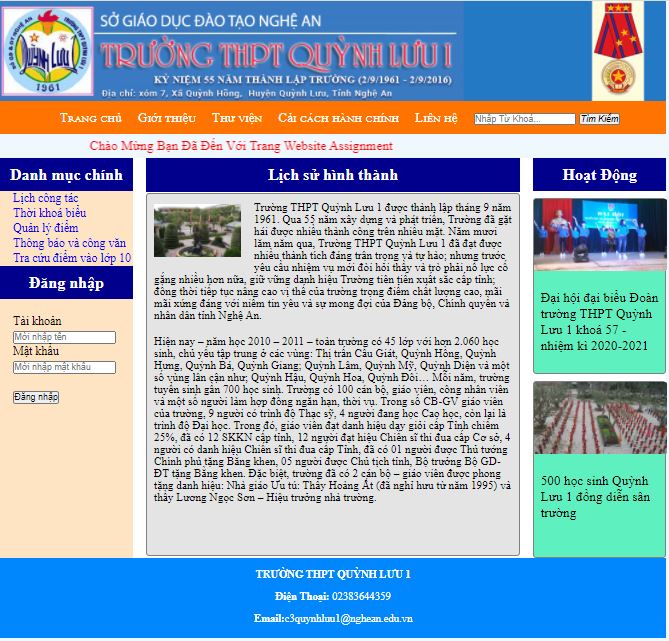 SỞ GIÁO DỤC ĐÀO TẠO NGHỆ AN
TRƯỜNG THPT QUỲNH LƯU 1
KỶ NIỆM 55 NĂM THÀNH LẬP TRƯỜNG (2/9/1961 - 2/9/2016)
Địa chỉ: xóm 7, Xã Quỳnh Hồng, Huyện Quỳnh Lưu, Tỉnh Nghệ An
QUỲNH LƯU 1
1961
Trang chủ Giới thiệu Thư viện Cải cách hành chính Liên hệ Nhập Từ Khoá... Tìm Kiếm
Chào Mừng Bạn Đã Đến Với Trang Website Assignment
Danh mục chính
Lịch công tác
Thời khoá biểu
Quản lý điểm
Thông báo và công văn
Tra cứu điểm vào lớp 10
Đăng nhập
Tài khoản
Mời nhập tên
Mật khẩu
Mời nhập mật khẩu
Đăng nhập
Lịch sử hình thành
Trường THPT Quỳnh Lưu 1 được thành lập tháng 9 năm
1961. Qua 55 năm xây dựng và phát triển, Trường đã gặt
hái được nhiều thành công trên nhiều mặt. Năm mươi
lăm năm qua, Trường THPT Quỳnh Lưu 1 đã đạt được
nhiều thành tích đáng trân trọng và tự hào; nhưng trước
yêu cầu nhiệm vụ mới đòi hỏi thầy và trò phải nỗ lực cố
gắng nhiều hơn nữa, giữ vững danh hiệu Trường tiên tiến xuất sắc cấp tỉnh;
đồng thời tiếp tục nâng cao vị thế của trường trọng điểm chất lượng cao, mãi
mãi xứng đáng với niềm tin yêu và sự mong đợi của Đảng bộ, Chính quyền và
nhân dân tỉnh Nghệ An.
Hiện nay – năm học 2010 – 2011 – toàn trường có 45 lớp với hơn 2.060 học
sinh, chủ yếu tập trung ở các vùng: Thị trấn Cầu Giát, Quỳnh Hồng, Quỳnh
Hưng, Quỳnh Bá, Quỳnh Giang; Quỳnh Lâm, Quỳnh Mỹ, Quỳnh Diện và một
số vùng lân cận như; Quỳnh Hậu, Quỳnh Hoa, Quỳnh Đôi… Mỗi năm, trường
tuyển sinh gần 700 học sinh. Trường có 100 cán bộ, giáo viên, công nhân viên
và một số người làm hợp đồng ngắn hạn, thời vụ. Trong số CB-GV giáo viên
của trường, 9 người có trình độ Thạc sỹ, 4 người đang học Cao học, còn lại là
trình độ Đại học. Trong đó, giáo viên đạt danh hiệu dạy giỏi cấp Tỉnh chiếm
25%, đã có 12 SKKN cấp tỉnh, 12 người đạt hiệu Chiến sĩ thi đua cấp Cơ sở, 4
người có danh hiệu Chiến sĩ thi đua cấp Tỉnh, đã có 01 người được Thủ tướng
Chính phủ tặng Bằng khen, 05 người được Chủ tịch tỉnh, Bộ trưởng Bộ GD-
ĐT tặng Bằng khen. Đặc biệt, trường đã có 2 cán bộ – giáo viên được phong
tặng danh hiệu: Nhà giáo Ưu tú: Thầy Hoàng Ất (đã nghỉ hưu từ năm 1995) và
thầy Lương Ngọc Sơn – Hiệu trưởng nhà trường.
Hoạt Động
Đại hội đại biểu Đoàn
trường THPT Quỳnh
Lưu 1 khoá 57 -
nhiệm kì 2020-2021
500 học sinh Quỳnh
Lưu 1 đồng diễn sân
trường
TRƯỜNG THPT QUỲNH LƯU 1
Điện Thoại: 02383644359
Email:c3quynhluu1@nghean.edu.vn